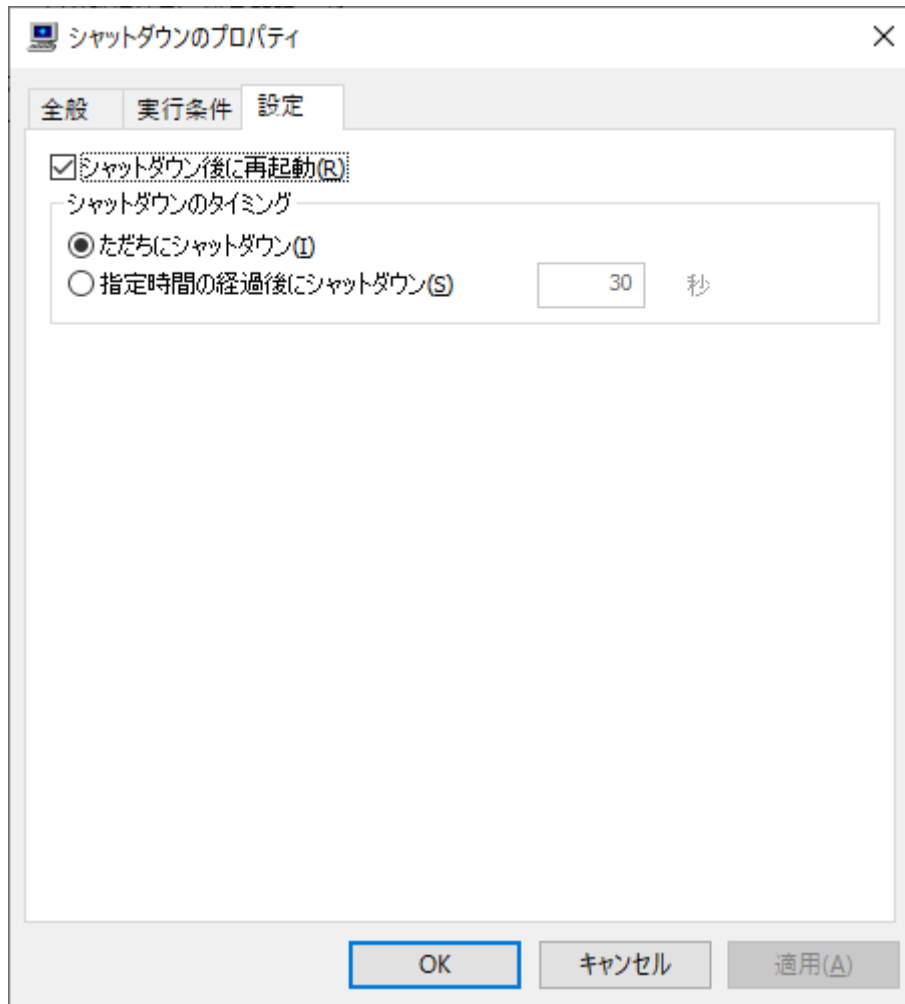 シャットダウンのプロパティ
全般 実行条件 設定
シャットダウン後に再起動(R)
シャットダウンのタイミング
ただちにシャットダウン(I)
指定時間の経過後にシャットダウン(S) 30 秒
OK キャンセル 適用(A)